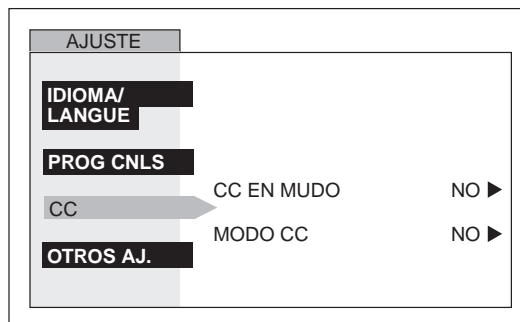 AJUSTE
IDIOMA/
LANGUE
PROG CNLS
CC
CC EN MUDO NO ▶
MODO CC NO ▶
OTROS AJ.